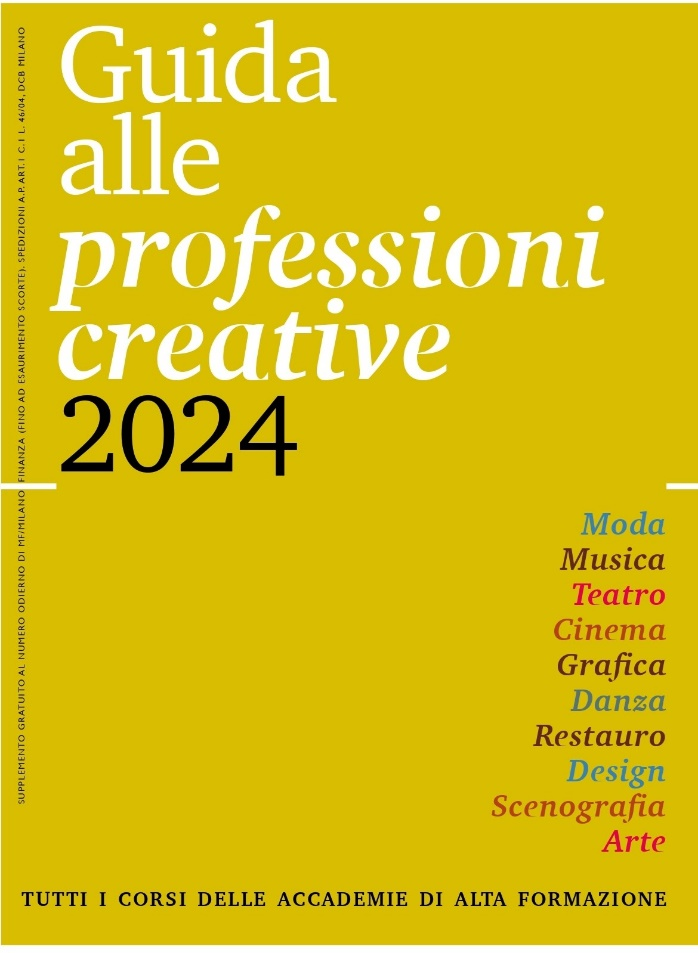 Guida
alle
professioni
creative
2024
SUPPLEMENTO GRATUITO AL NUMERO ODIERNO DI MF/MILANO FINANZA (FINO AD ESAURIMENTO SCORTE), SPEDIZIONI A.P. ART. 1 C.1 L. 46/04, DCB MILANO
Moda
Musica
Teatro
Cinema
Grafica
Danza
Restauro
Design
Scenografia
Arte
TUTTI I CORSI DELLE ACCADEMIE DI ALTA FORMAZIONE